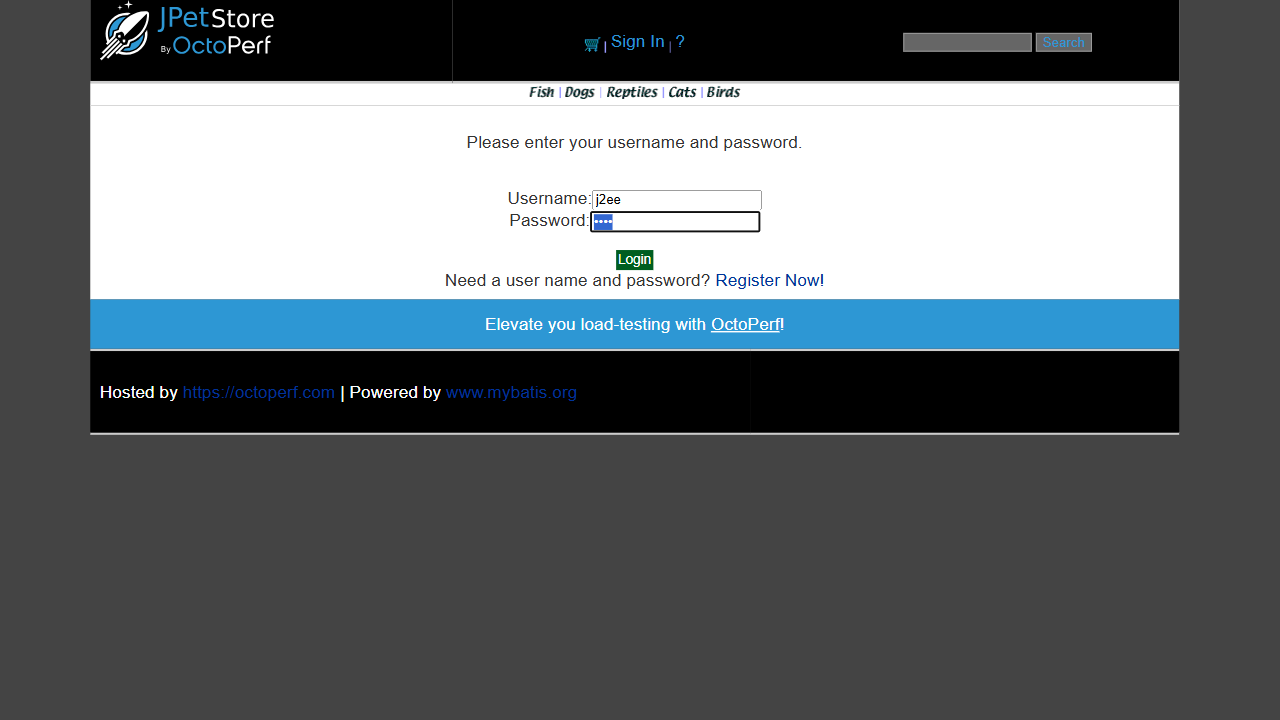 JPetStore
By OctoPerf
| Sign In | ?
Search
Fish | Dogs | Reptiles | Cats | Birds
Please enter your username and password.
Username: j2ee
Password: ••••
Login
Need a user name and password? Register Now!
Elevate you load-testing with OctoPerf!
Hosted by https://octoperf.com | Powered by www.mybatis.org